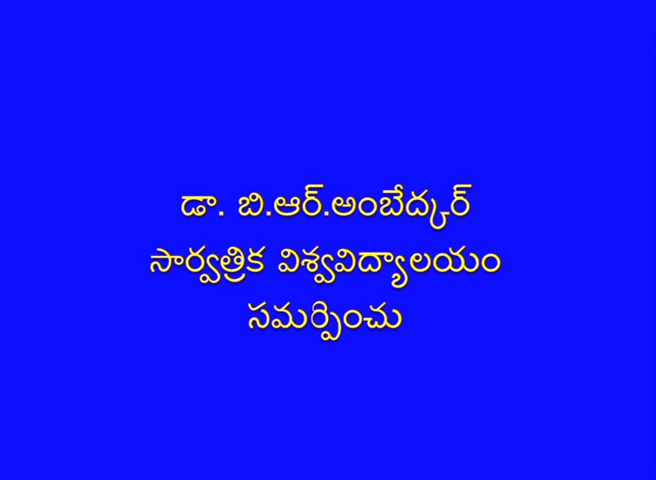 డా. బి.ఆర్.అంబేద్కర్
సార్వత్రిక విశ్వవిద్యాలయం
సమర్పించు